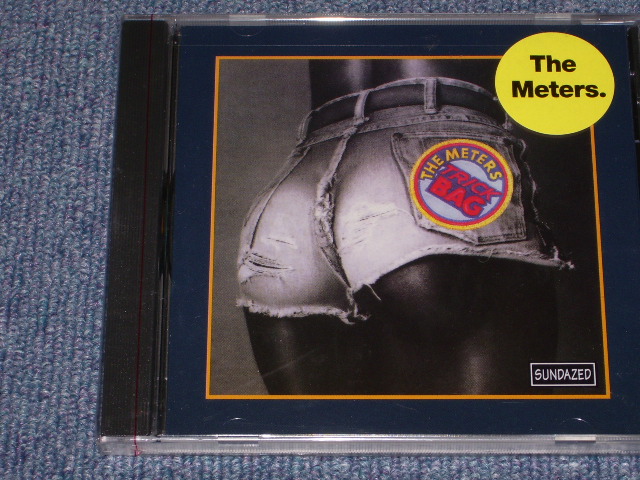 The
Meters.
THE METERS
TRICK
BAG
SUNDAZED